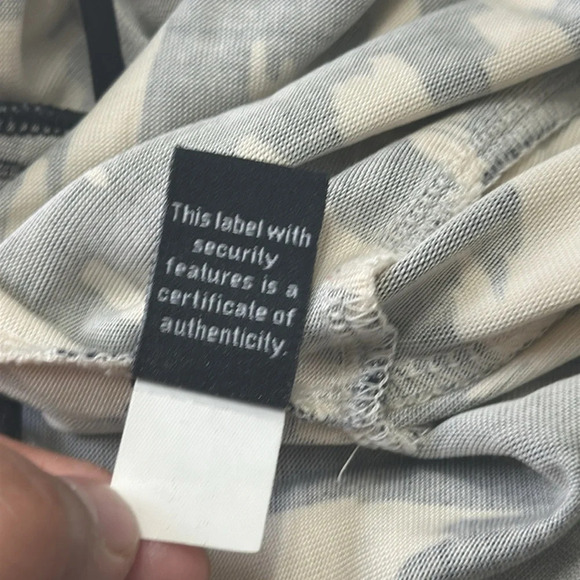 This label with
security
features is a
certificate of
authenticity.